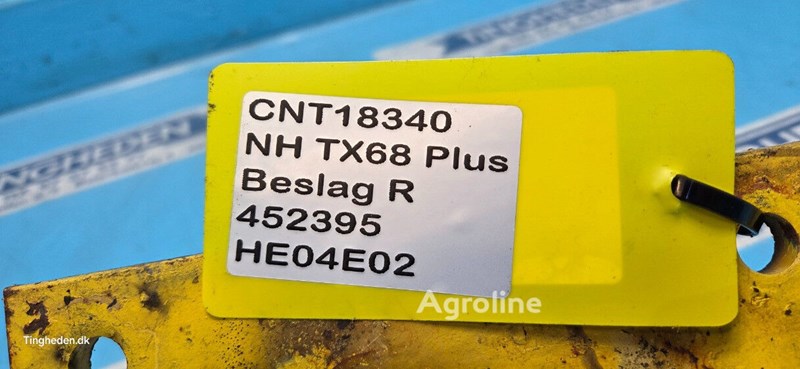 CNT18340
NH TX68 Plus
Beslag R
452395
HE04E02
Agroline
Tingheden.dk